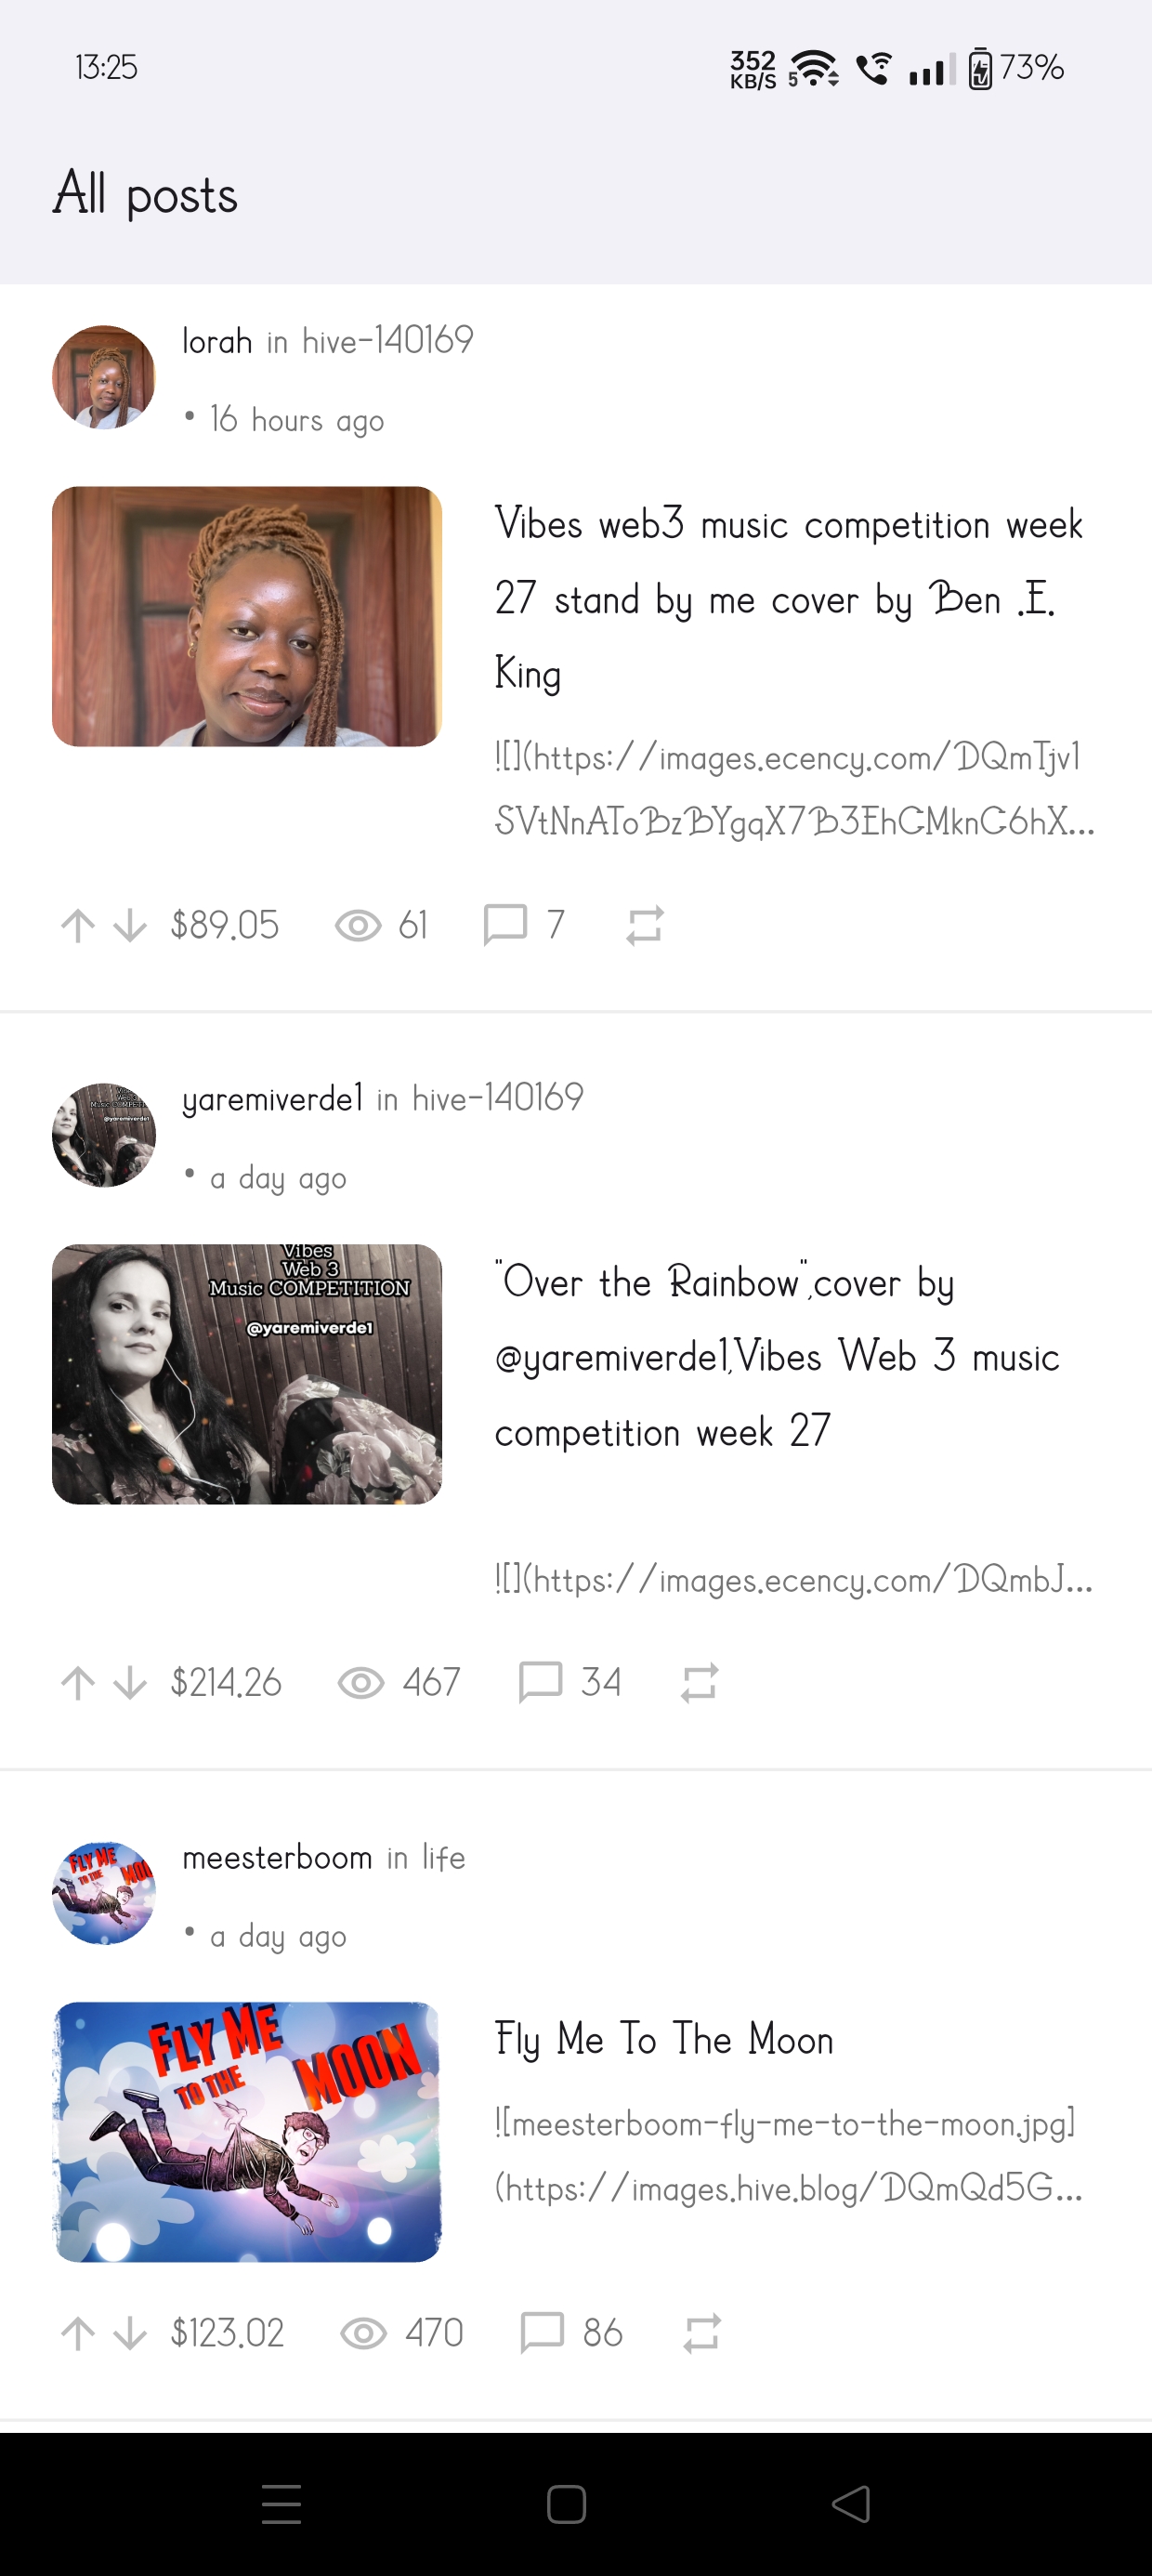 13:25
352
KB/S
5
73%
All posts
lorah in hive-140169
• 16 hours ago
Vibes web3 music competition week
27 stand by me cover by Ben .E.
King
![](https://images.ecency.com/DQmTjv1
SVtNnAToBzBYgqX7B3EhCMknC6hX...
$89.05 61 7
yaremiverde1 in hive-140169
• a day ago
Vibes
Web 3
Music COMPETITION
@yaremiverde1
"Over the Rainbow",cover by
@yaremiverde1,Vibes Web 3 music
competition week 27
![](https://images.ecency.com/DQmbJ...
$214.26 467 34
meesterboom in life
• a day ago
FLY ME
TO THE MOON
Fly Me To The Moon
![meesterboom-fly-me-to-the-moon.jpg]
(https://images.hive.blog/DQmQd5G...
$123.02 470 86